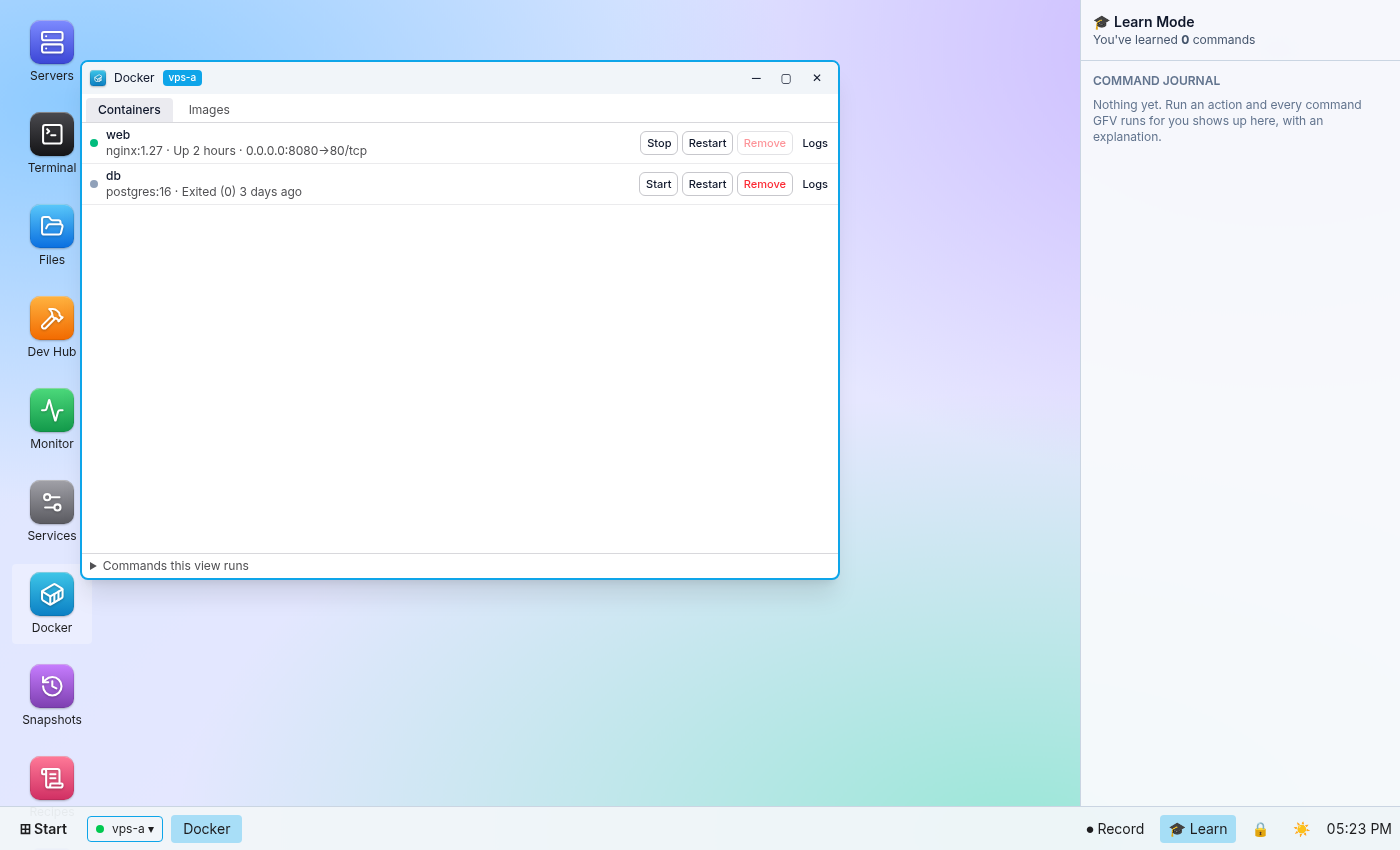 Servers
Terminal
Files
Dev Hub
Monitor
Services
Docker
Snapshots
Recipes
Docker vps-a
Containers Images
web
nginx:1.27 · Up 2 hours · 0.0.0.0:8080->80/tcp
Stop Restart Remove Logs
db
postgres:16 · Exited (0) 3 days ago
Start Restart Remove Logs
Commands this view runs
Learn Mode
You've learned 0 commands
COMMAND JOURNAL
Nothing yet. Run an action and every command
GFV runs for you shows up here, with an
explanation.
Start vps-a Docker Record Learn 05:23 PM